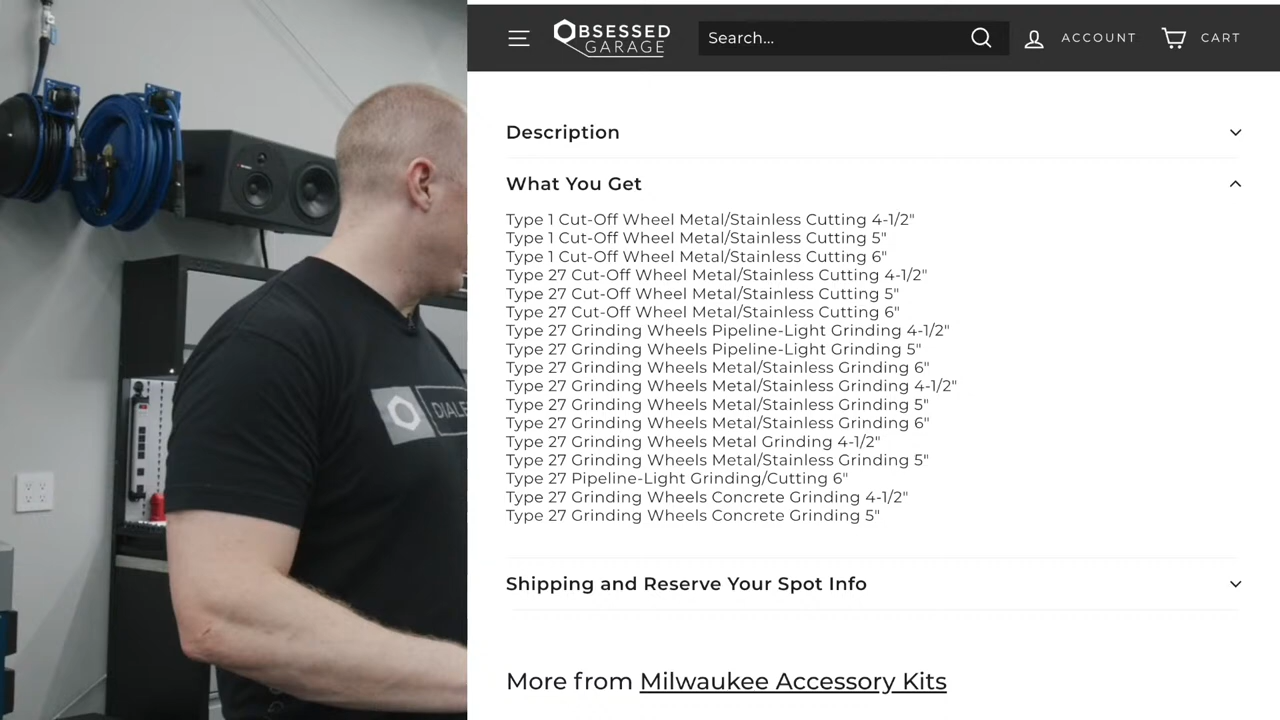 OBSESSED
GARAGE
Search...
ACCOUNT
CART
Description
What You Get
Type 1 Cut-Off Wheel Metal/Stainless Cutting 4-1/2"
Type 1 Cut-Off Wheel Metal/Stainless Cutting 5"
Type 1 Cut-Off Wheel Metal/Stainless Cutting 6"
Type 27 Cut-Off Wheel Metal/Stainless Cutting 4-1/2"
Type 27 Cut-Off Wheel Metal/Stainless Cutting 5"
Type 27 Cut-Off Wheel Metal/Stainless Cutting 6"
Type 27 Grinding Wheels Pipeline-Light Grinding 4-1/2"
Type 27 Grinding Wheels Pipeline-Light Grinding 5"
Type 27 Grinding Wheels Metal/Stainless Grinding 6"
Type 27 Grinding Wheels Metal/Stainless Grinding 4-1/2"
Type 27 Grinding Wheels Metal/Stainless Grinding 5"
Type 27 Grinding Wheels Metal/Stainless Grinding 6"
Type 27 Grinding Wheels Metal Grinding 4-1/2"
Type 27 Grinding Wheels Metal/Stainless Grinding 5"
Type 27 Pipeline-Light Grinding/Cutting 6"
Type 27 Grinding Wheels Concrete Grinding 4-1/2"
Type 27 Grinding Wheels Concrete Grinding 5"
Shipping and Reserve Your Spot Info
More from Milwaukee Accessory Kits